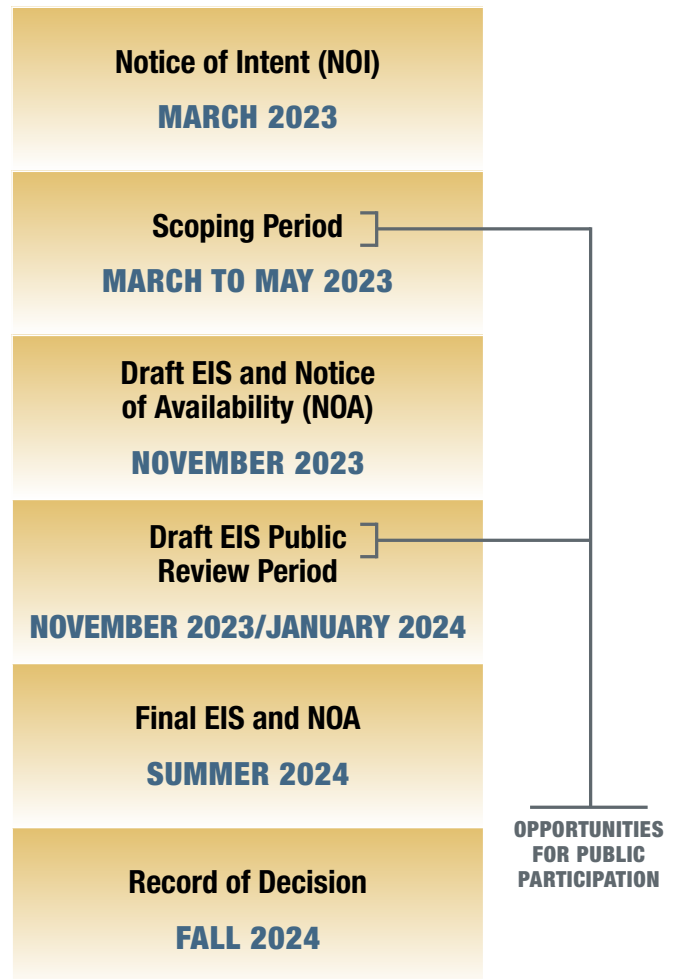 Notice of Intent (NOI)
MARCH 2023
Scoping Period
MARCH TO MAY 2023
Draft EIS and Notice
of Availability (NOA)
NOVEMBER 2023
Draft EIS Public
Review Period
NOVEMBER 2023/JANUARY 2024
Final EIS and NOA
SUMMER 2024
Record of Decision
FALL 2024
OPPORTUNITIES
FOR PUBLIC
PARTICIPATION